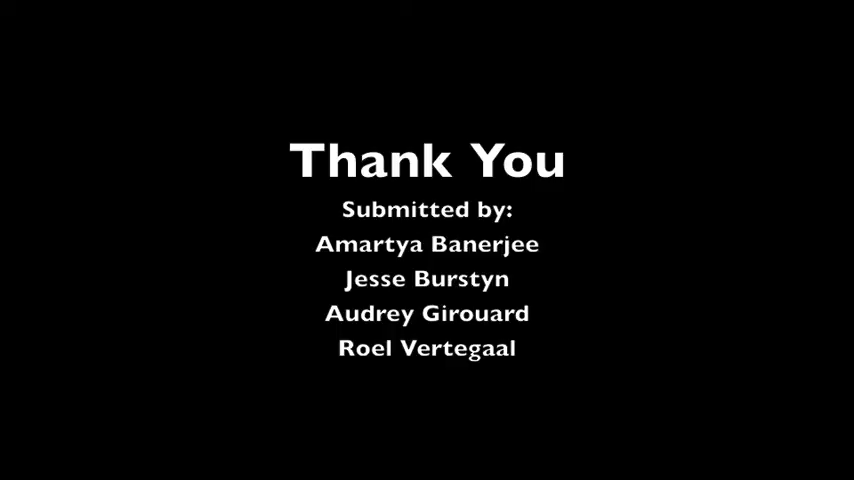 Thank You
Submitted by:
Amartya Banerjee
Jesse Burstyn
Audrey Girouard
Roel Vertegaal